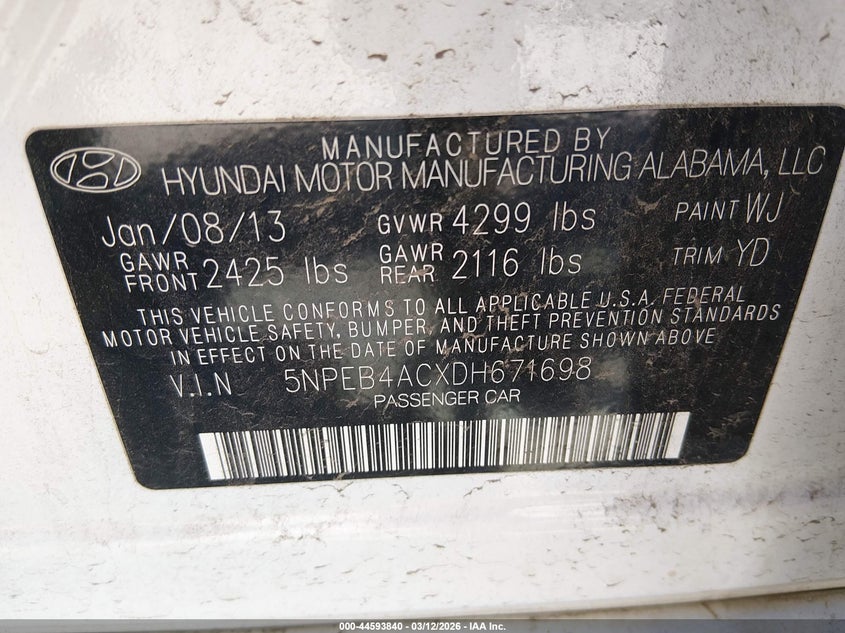 MANUFACTURED BY
HYUNDAI MOTOR MANUFACTURING ALABAMA, LLC
Jan/08/13 GVWR 4299 lbs PAINT WJ
GAWR FRONT 2425 lbs GAWR REAR 2116 lbs TRIM YD
THIS VEHICLE CONFORMS TO ALL APPLICABLE U.S.A. FEDERAL
MOTOR VEHICLE SAFETY, BUMPER, AND THEFT PREVENTION STANDARDS
IN EFFECT ON THE DATE OF MANUFACTURE SHOWN ABOVE
V.I.N 5NPEB4ACXDH671698
PASSENGER CAR
000-44593840 - 03/12/2026 - IAA Inc.